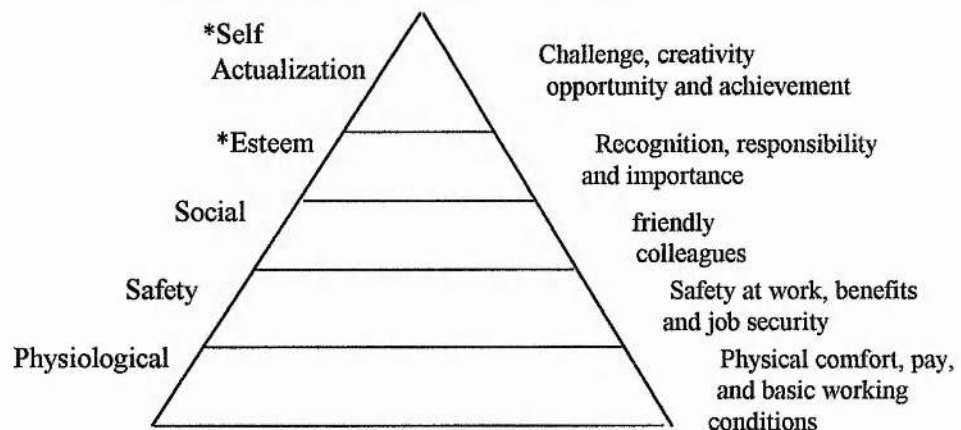 *Self
Actualization
Challenge, creativity
opportunity and achievement
*Esteem
Recognition, responsibility
and importance
Social
friendly
colleagues
Safety
Safety at work, benefits
and job security
Physiological
Physical comfort, pay,
and basic working
conditions